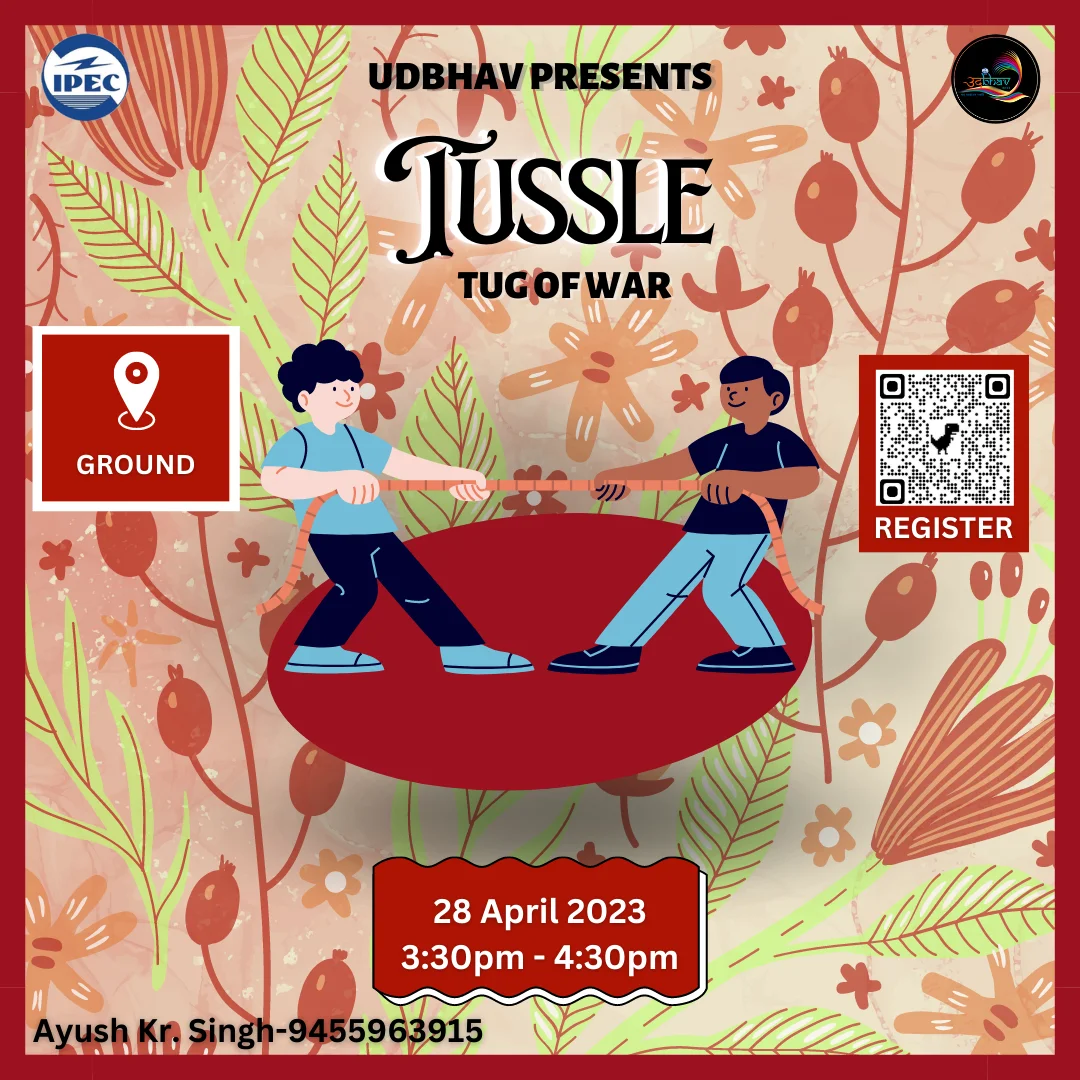 IPEC
UDBHAV PRESENTS
उदbhav
TUSSLE
TUG OF WAR
GROUND
REGISTER
28 April 2023
3:30pm - 4:30pm
Ayush Kr. Singh-9455963915